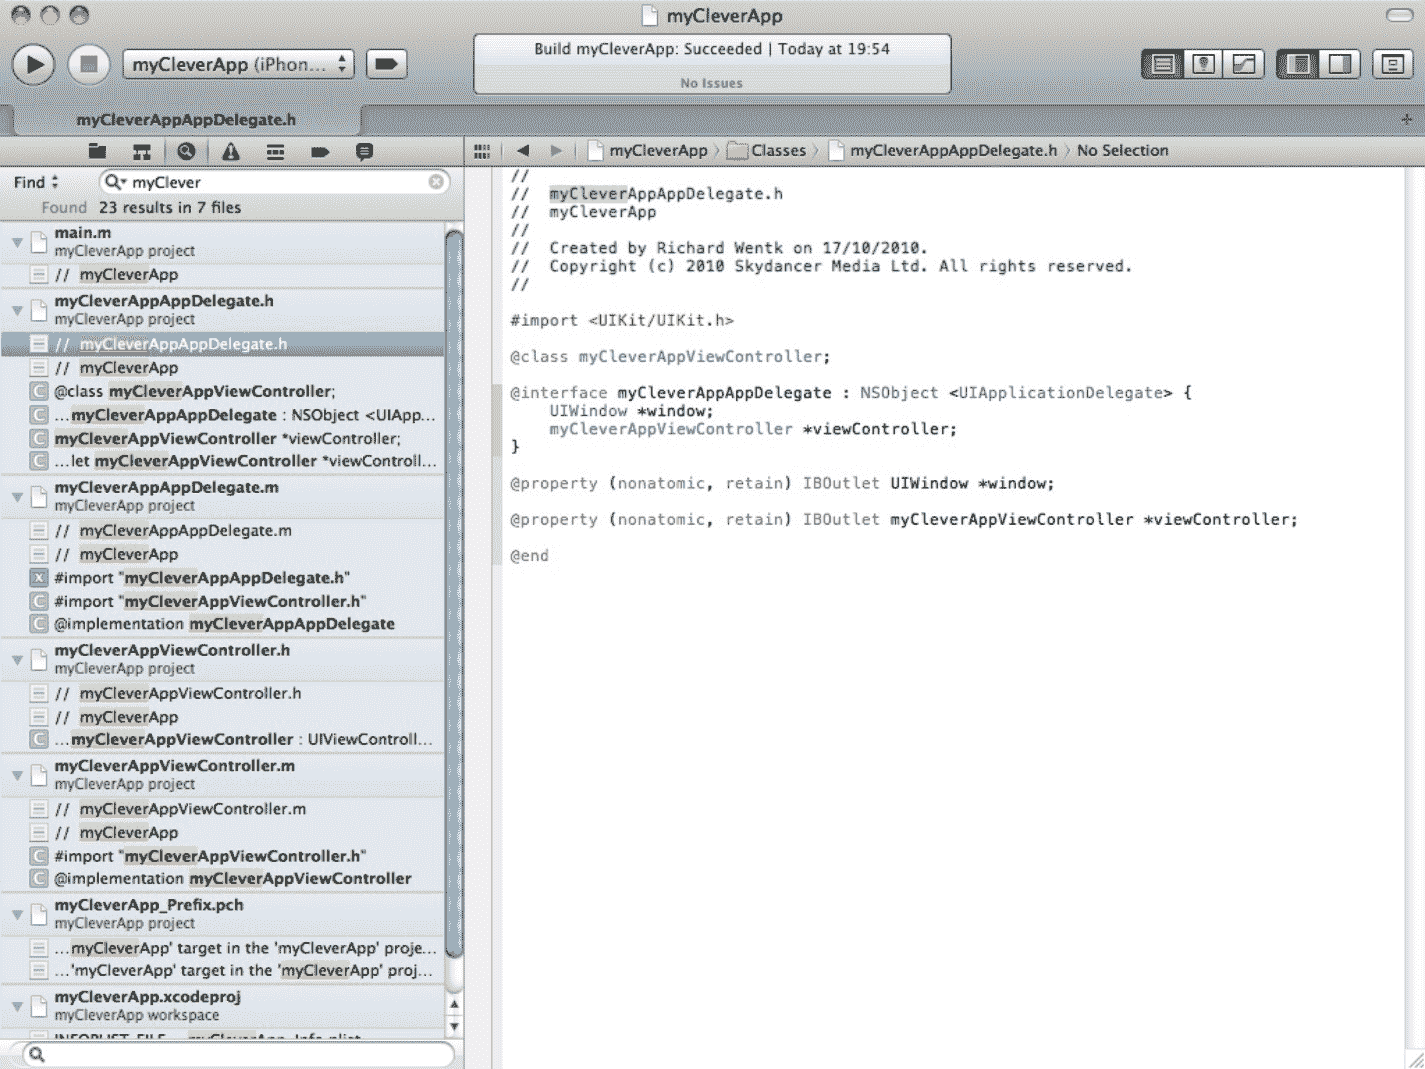 myCleverApp
myCleverApp (iPhon...
Build myCleverApp: Succeeded | Today at 19:54
No Issues
myCleverAppAppDelegate.h
Find
myClever
Found 23 results in 7 files
main.m
myCleverApp project
// myCleverApp
myCleverAppAppDelegate.h
myCleverApp project
// myCleverAppAppDelegate.h
// myCleverApp
@class myCleverAppViewController;
...myCleverAppAppDelegate : NSObject <UIApp...
myCleverAppViewController *viewController;
...let myCleverAppViewController *viewControll...
myCleverAppAppDelegate.m
myCleverApp project
// myCleverAppAppDelegate.m
// myCleverApp
#import "myCleverAppAppDelegate.h"
#import "myCleverAppViewController.h"
@implementation myCleverAppAppDelegate
myCleverAppViewController.h
myCleverApp project
// myCleverAppViewController.h
// myCleverApp
...myCleverAppViewController : UIViewControll...
myCleverAppViewController.m
myCleverApp project
// myCleverAppViewController.m
// myCleverApp
#import "myCleverAppViewController.h"
@implementation myCleverAppViewController
myCleverApp_Prefix.pch
myCleverApp project
...myCleverApp' target in the 'myCleverApp' proje...
...'myCleverApp' target in the 'myCleverApp' proj...
myCleverApp.xcodeproj
myCleverApp workspace
myCleverApp > Classes > myCleverAppAppDelegate.h > No Selection
//
// myCleverAppAppDelegate.h
// myCleverApp
//
// Created by Richard Wentk on 17/10/2010.
// Copyright (c) 2010 Skydancer Media Ltd. All rights reserved.
//
#import <UIKit/UIKit.h>
@class myCleverAppViewController;
@interface myCleverAppAppDelegate : NSObject <UIApplicationDelegate> {
UIWindow *window;
myCleverAppViewController *viewController;
}
@property (nonatomic, retain) IBOutlet UIWindow *window;
@property (nonatomic, retain) IBOutlet myCleverAppViewController *viewController;
@end